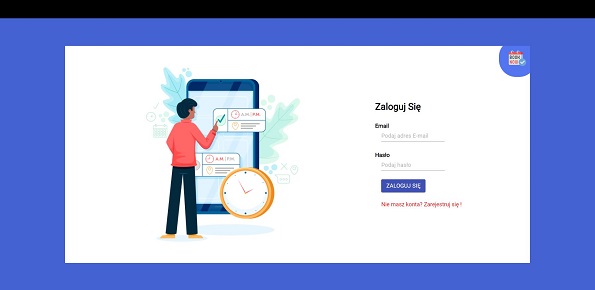 BOOK
NOW
Zaloguj Się
A.M. | P.M.
Email
Podaj adres E-mail
A.M. | P.M.
Hasło
Podaj hasło
ZALOGUJ SIĘ
Nie masz konta? Zarejestruj się !